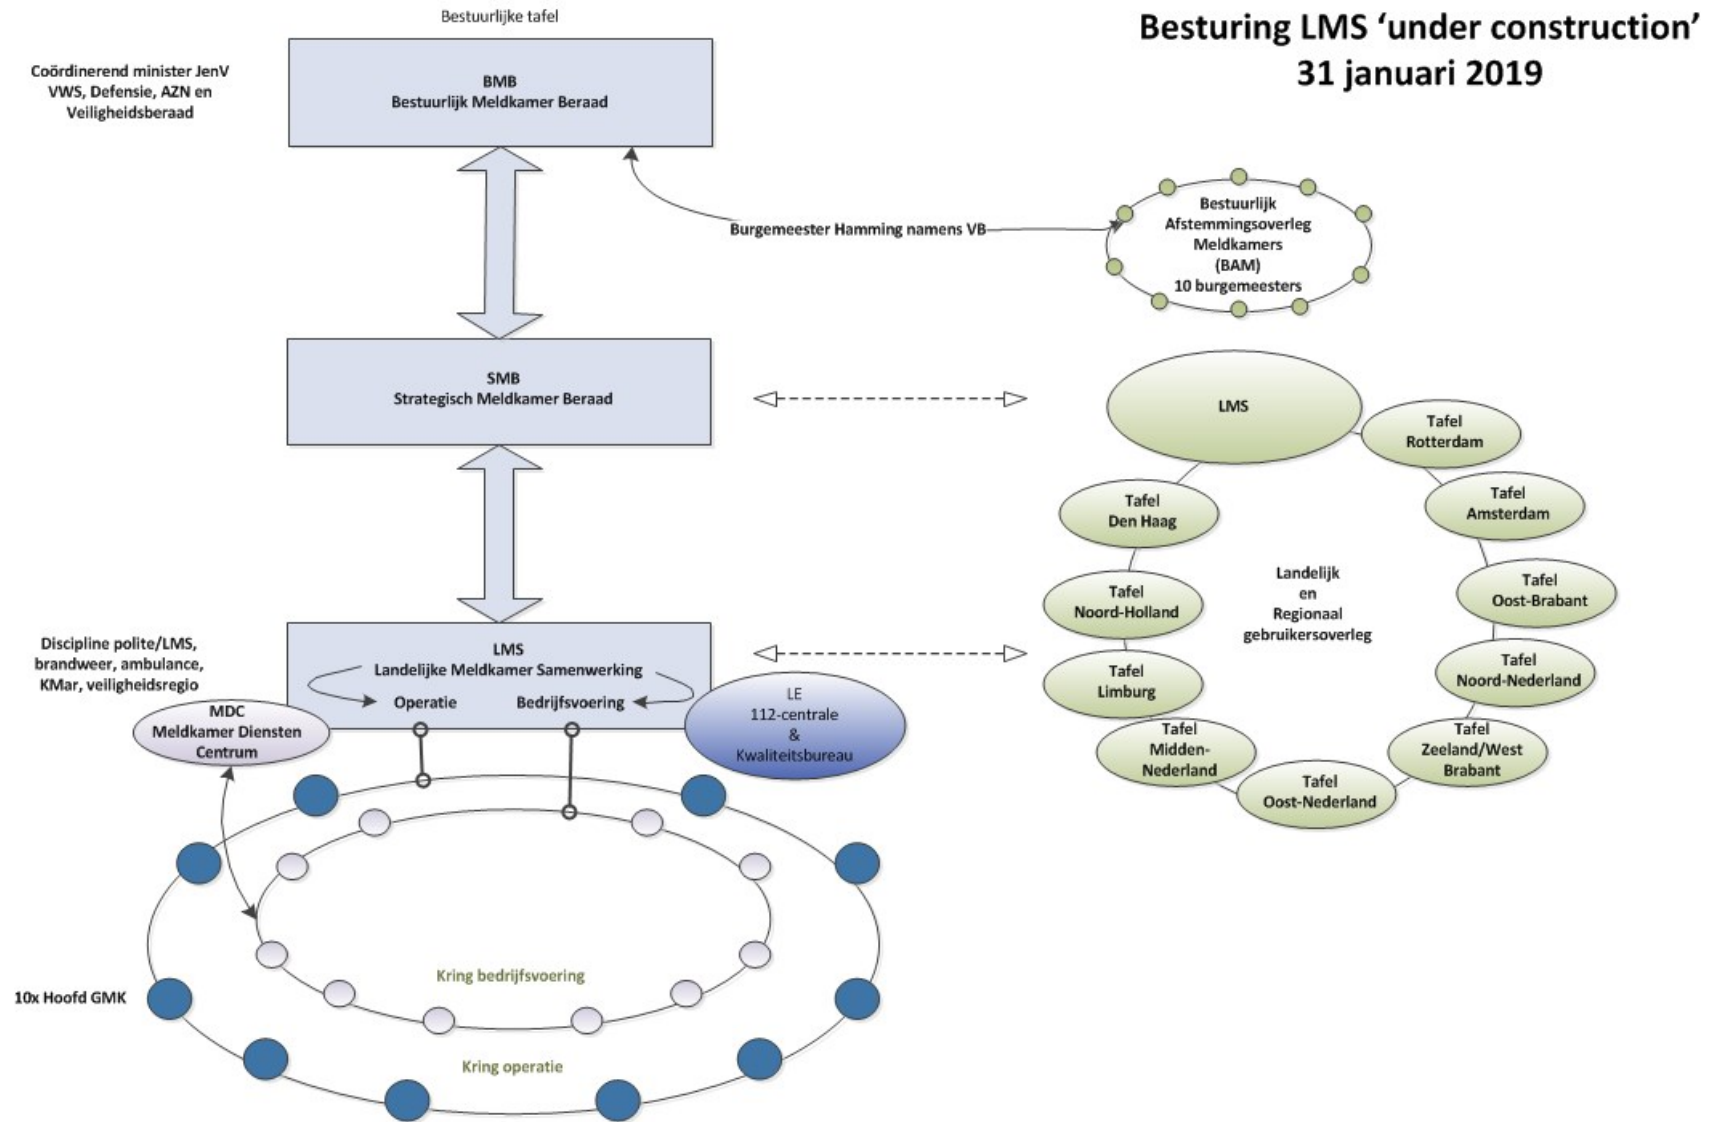 Besturing LMS ‘under construction’
31 januari 2019
Bestuurlijke tafel
Coördinerend minister JenV
VWS, Defensie, AZN en
Veiligheidsberaad
BMB
Bestuurlijk Meldkamer Beraad
Burgemeester Hamming namens VB
Bestuurlijk
Afstemmingsoverleg
Meldkamers
(BAM)
10 burgemeesters
SMB
Strategisch Meldkamer Beraad
LMS
Tafel
Rotterdam
Tafel
Amsterdam
Tafel
Oost-Brabant
Tafel
Noord-Nederland
Tafel
Zeeland/West
Brabant
Tafel
Oost-Nederland
Tafel
Midden-
Nederland
Tafel
Limburg
Tafel
Noord-Holland
Tafel
Den Haag
Landelijk
en
Regionaal
gebruikersoverleg
Discipline politie/LMS,
brandweer, ambulance,
KMar, veiligheidsregio
LMS
Landelijke Meldkamer Samenwerking
Operatie
Bedrijfsvoering
MDC
Meldkamer Diensten
Centrum
LE
112-centrale
&
Kwaliteitsbureau
Kring bedrijfsvoering
10x Hoofd GMK
Kring operatie